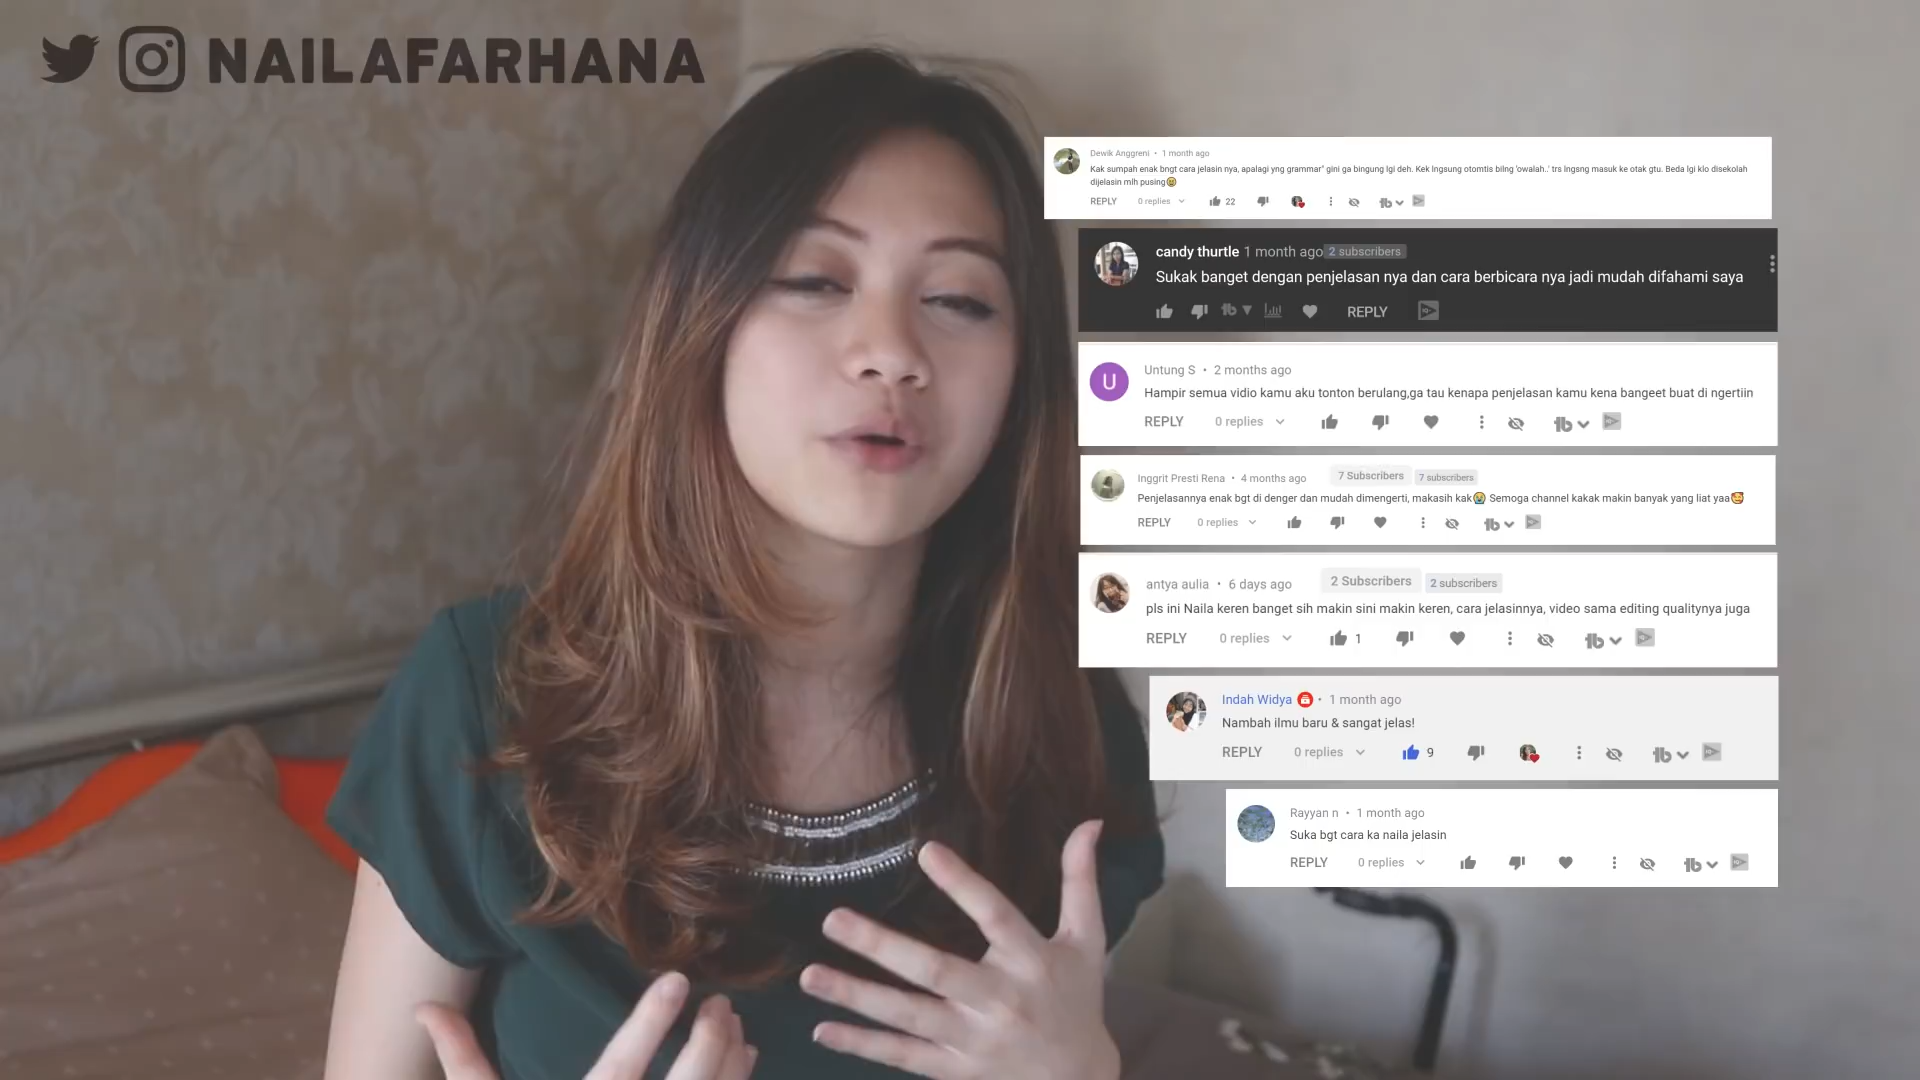 NAILAFARHANA
Dewik Anggreni • 1 month ago
Kak sumpah enak bngt cara jelasin nya, apalagi yng grammar" gini ga bingung lgi deh. Kek lngsung otomtis bilng 'owalah..' trs lngsng masuk ke otak gtu. Beda lgi klo disekolah
dijelasin mlh pusing😫
REPLY 0 replies 22
candy thurtle 1 month ago 2 subscribers
Sukak banget dengan penjelasan nya dan cara berbicara nya jadi mudah difahami saya
REPLY
U
Untung S • 2 months ago
Hampir semua vidio kamu aku tonton berulang,ga tau kenapa penjelasan kamu kena bangeet buat di ngertiin
REPLY 0 replies
Inggrit Presti Rena • 4 months ago 7 Subscribers 7 subscribers
Penjelasannya enak bgt di denger dan mudah dimengerti, makasih kak😭 Semoga channel kakak makin banyak yang liat yaa🥰
REPLY 0 replies
antya aulia • 6 days ago 2 Subscribers 2 subscribers
pls ini Naila keren banget sih makin sini makin keren, cara jelasinnya, video sama editing qualitynya juga
REPLY 0 replies 1
Indah Widya • 1 month ago
Nambah ilmu baru & sangat jelas!
REPLY 0 replies 9
Rayyan n • 1 month ago
Suka bgt cara ka naila jelasin
REPLY 0 replies